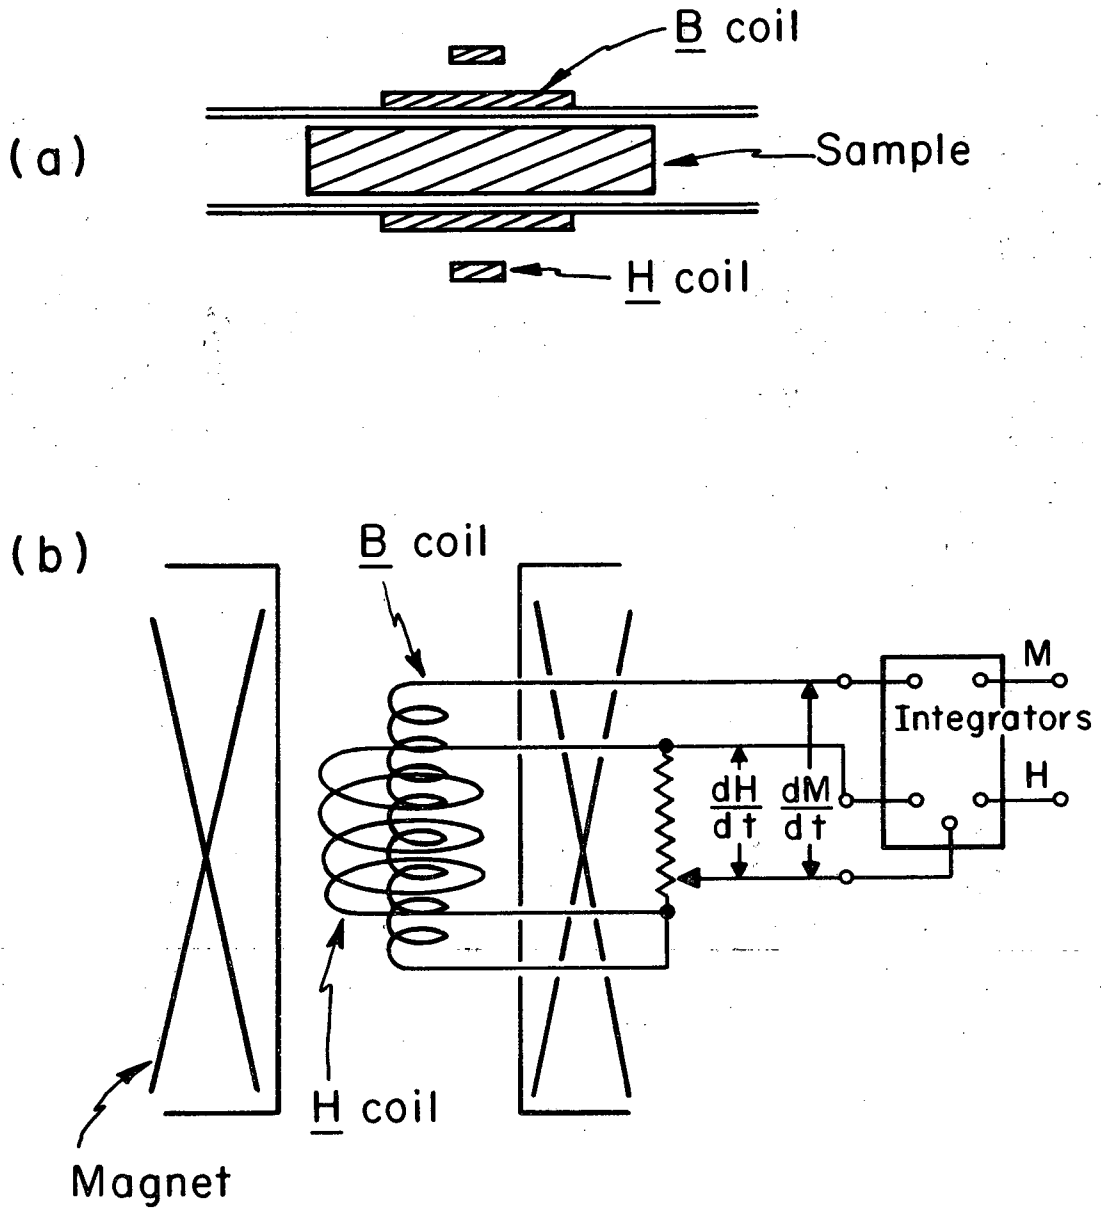 B coil
(a)
Sample
H coil
(b)
B coil
M
Integrators
H
dH
dt
dM
dt
H coil
Magnet